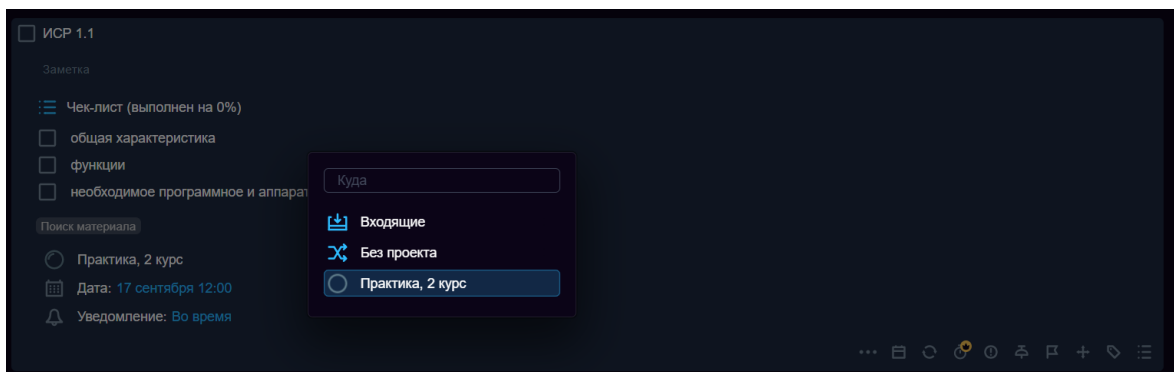 ИСР 1.1
Заметка
Чек-лист (выполнен на 0%)
общая характеристика
функции
необходимое программное и аппарат
Поиск материала
Практика, 2 курс
Дата: 17 сентября 12:00
Уведомление: Во время
Куда
Входящие
Без проекта
Практика, 2 курс